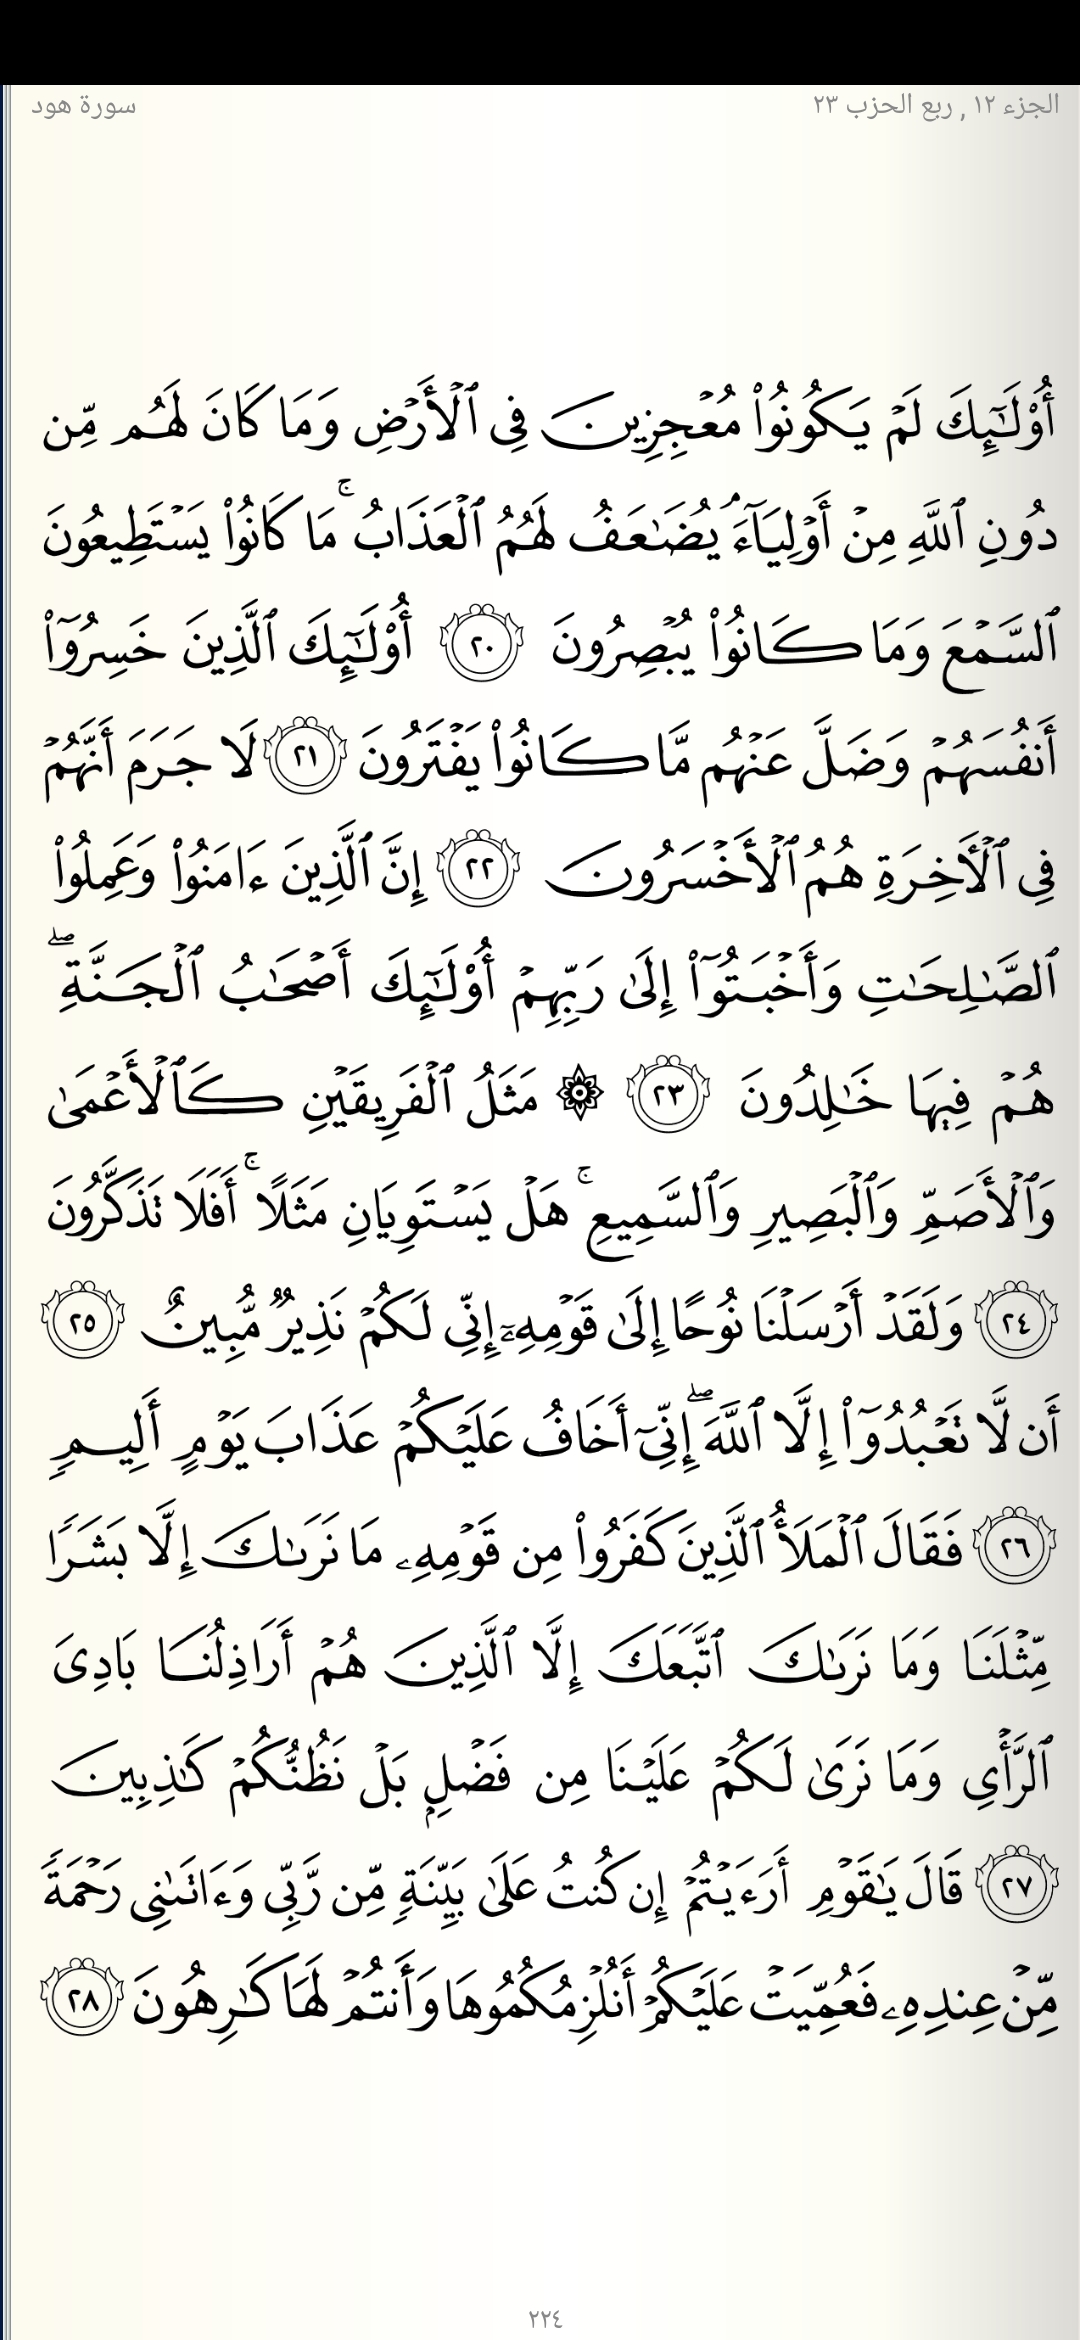 الجزء ١٢ , ربع الحزب ٢٣
سورة هود
أُوْلَٰٓئِكَ لَمۡ يَكُونُواْ مُعۡجِزِينَ فِي ٱلۡأَرۡضِ وَمَا كَانَ لَهُم مِّن
دُونِ ٱللَّهِ مِنۡ أَوۡلِيَآءَۘ يُضَٰعَفُ لَهُمُ ٱلۡعَذَابُۚ مَا كَانُواْ يَسۡتَطِيعُونَ
ٱلسَّمۡعَ وَمَا كَانُواْ يُبۡصِرُونَ ٢٠ أُوْلَٰٓئِكَ ٱلَّذِينَ خَسِرُوٓاْ
أَنفُسَهُمۡ وَضَلَّ عَنۡهُم مَّا كَانُواْ يَفۡتَرُونَ ٢١ لَا جَرَمَ أَنَّهُمۡ
فِي ٱلۡأٓخِرَةِ هُمُ ٱلۡأَخۡسَرُونَ ٢٢ إِنَّ ٱلَّذِينَ ءَامَنُواْ وَعَمِلُواْ
ٱلصَّٰلِحَٰتِ وَأَخۡبَتُوٓاْ إِلَىٰ رَبِّهِمۡ أُوْلَٰٓئِكَ أَصۡحَٰبُ ٱلۡجَنَّةِۖ
هُمۡ فِيهَا خَٰلِدُونَ ٢٣ ۞ مَثَلُ ٱلۡفَرِيقَيۡنِ كَٱلۡأَعۡمَىٰ
وَٱلۡأَصَمِّ وَٱلۡبَصِيرِ وَٱلسَّمِيعِۚ هَلۡ يَسۡتَوِيَانِ مَثَلًاۚ أَفَلَا تَذَكَّرُونَ
٢٤ وَلَقَدۡ أَرۡسَلۡنَا نُوحًا إِلَىٰ قَوۡمِهِۦٓ إِنِّي لَكُمۡ نَذِيرٞ مُّبِينٌ ٢٥
أَن لَّا تَعۡبُدُوٓاْ إِلَّا ٱللَّهَۖ إِنِّيٓ أَخَافُ عَلَيۡكُمۡ عَذَابَ يَوۡمٍ أَلِيمٖ
٢٦ فَقَالَ ٱلۡمَلَأُ ٱلَّذِينَ كَفَرُواْ مِن قَوۡمِهِۦ مَا نَرَىٰكَ إِلَّا بَشَرٗا
مِّثۡلَنَا وَمَا نَرَىٰكَ ٱتَّبَعَكَ إِلَّا ٱلَّذِينَ هُمۡ أَرَاذِلُنَا بَادِيَ
ٱلرَّأۡيِ وَمَا نَرَىٰ لَكُمۡ عَلَيۡنَا مِن فَضۡلِۭ بَلۡ نَظُنُّكُمۡ كَٰذِبِينَ
٢٧ قَالَ يَٰقَوۡمِ أَرَءَيۡتُمۡ إِن كُنتُ عَلَىٰ بَيِّنَةٖ مِّن رَّبِّي وَءَاتَىٰنِي رَحۡمَةٗ
مِّنۡ عِندِهِۦ فَعُمِّيَتۡ عَلَيۡكُمۡ أَنُلۡزِمُكُمُوهَا وَأَنتُمۡ لَهَا كَٰرِهُونَ ٢٨
٢٢٤